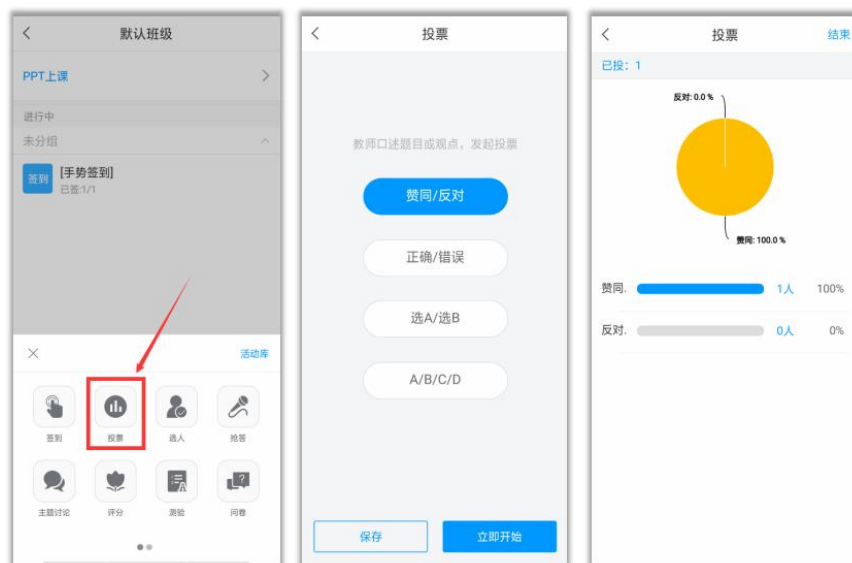 默认班级
PPT上课
进行中
未分组
签到
[手势签到]
已签:1/1
活动库
签到
投票
选人
抢答
主题讨论
评分
测验
问卷
投票
教师口述题目或观点，发起投票
赞同/反对
正确/错误
选A/选B
A/B/C/D
保存
立即开始
投票
结束
已投：1
反对: 0.0 %
赞同: 100.0 %
赞同. 1人 100%
反对. 0人 0%